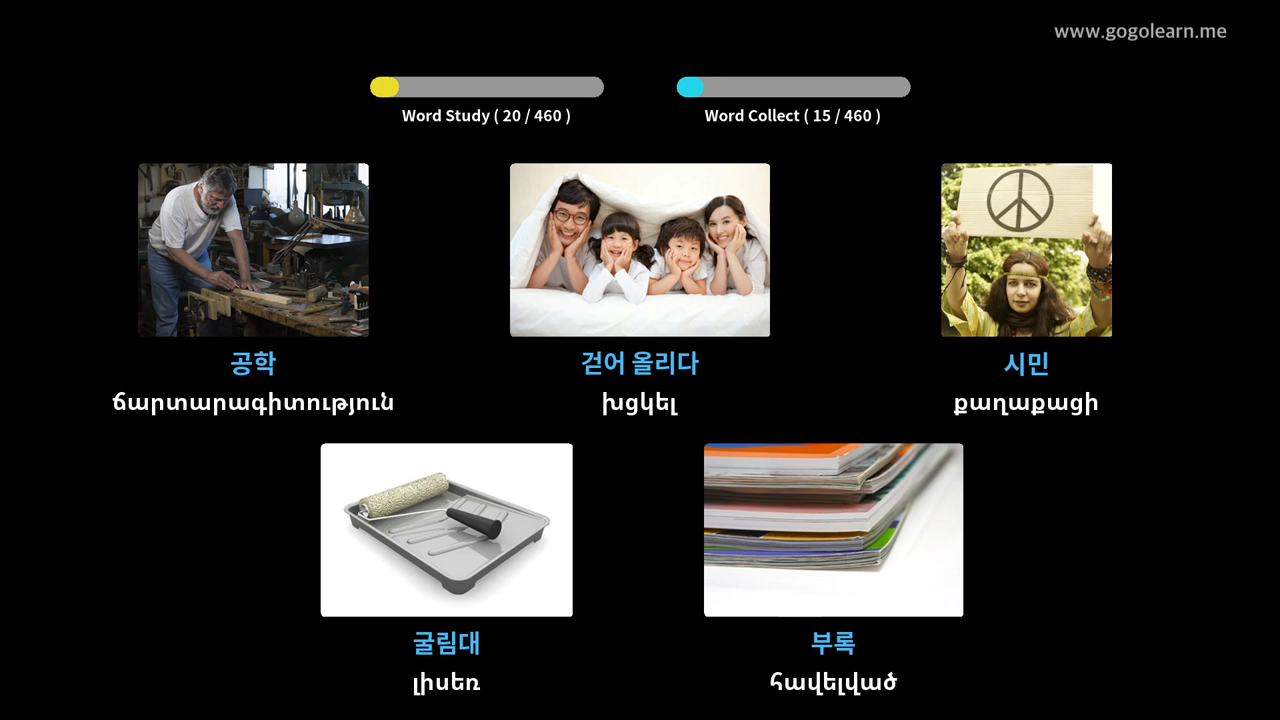 www.gogolearn.me
Word Study ( 20 / 460 )
Word Collect ( 15 / 460 )
공학
걷어 올리다
시민
ճարտարագիտություն
խցկել
քաղաքացի
굴림대
부록
լիսեռ
հավելված